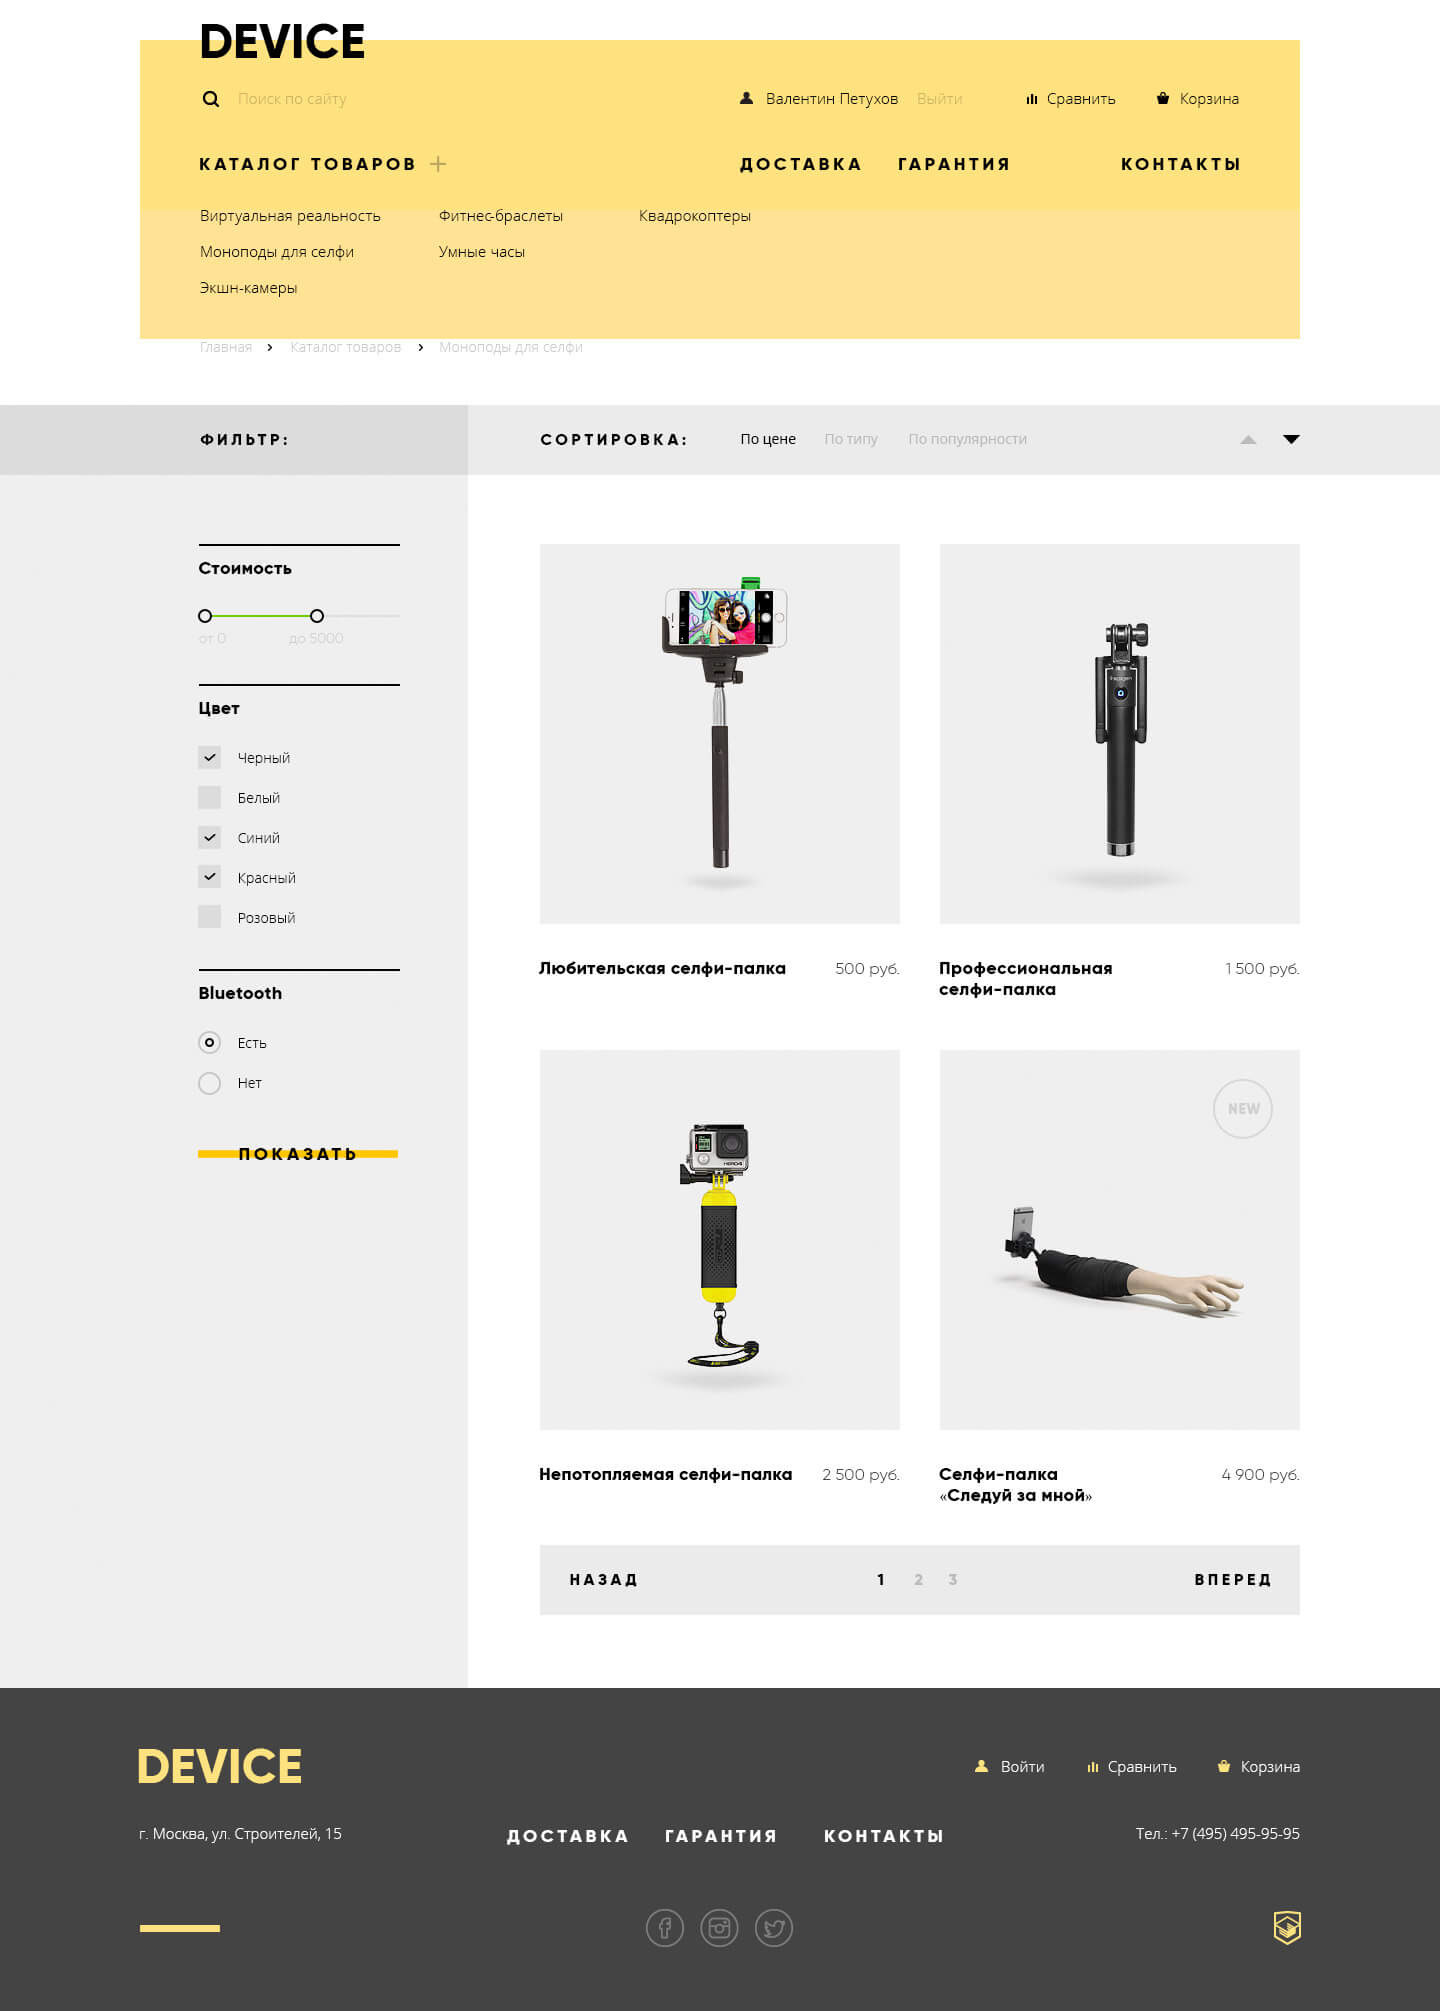 DEVICE
Поиск по сайту
Валентин Петухов Выйти Сравнить Корзина
КАТАЛОГ ТОВАРОВ ДОСТАВКА ГАРАНТИЯ КОНТАКТЫ
Виртуальная реальность Фитнес-браслеты Квадрокоптеры
Моноподы для селфи Умные часы
Экшн-камеры
Главная Каталог товаров Моноподы для селфи
ФИЛЬТР: СОРТИРОВКА: По цене По типу По популярности
Стоимость
от 0 до 5000
Цвет
Черный
Белый
Синий
Красный
Розовый
Bluetooth
Есть
Нет
ПОКАЗАТЬ
Любительская селфи-палка 500 руб.
Профессиональная 1 500 руб.
селфи-палка
NEW
Непотопляемая селфи-палка 2 500 руб.
Селфи-палка 4 900 руб.
«Следуй за мной»
НАЗАД 1 2 3 ВПЕРЕД
DEVICE
Войти Сравнить Корзина
г. Москва, ул. Строителей, 15 ДОСТАВКА ГАРАНТИЯ КОНТАКТЫ Тел.: +7 (495) 495-95-95